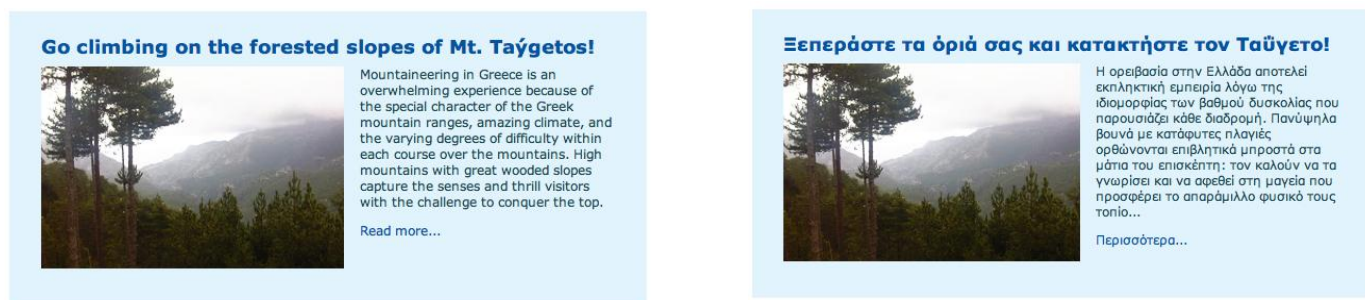 Go climbing on the forested slopes of Mt. Taýgetos!
Mountaineering in Greece is an
overwhelming experience because of
the special character of the Greek
mountain ranges, amazing climate, and
the varying degrees of difficulty within
each course over the mountains. High
mountains with great wooded slopes
capture the senses and thrill visitors
with the challenge to conquer the top.
Read more...
Ξεπεράστε τα όριά σας και κατακτήστε τον Ταΰγετο!
Η ορειβασία στην Ελλάδα αποτελεί
εκπληκτική εμπειρία λόγω της
ιδιομορφίας των βαθμού δυσκολίας που
παρουσιάζει κάθε διαδρομή. Πανύψηλα
βουνά με κατάφυτες πλαγιές
ορθώνονται επιβλητικά μπροστά στα
μάτια του επισκέπτη: τον καλούν να τα
γνωρίσει και να αφεθεί στη μαγεία που
προσφέρει το απαράμιλλο φυσικό τους
τοπίο...
Περισσότερα...